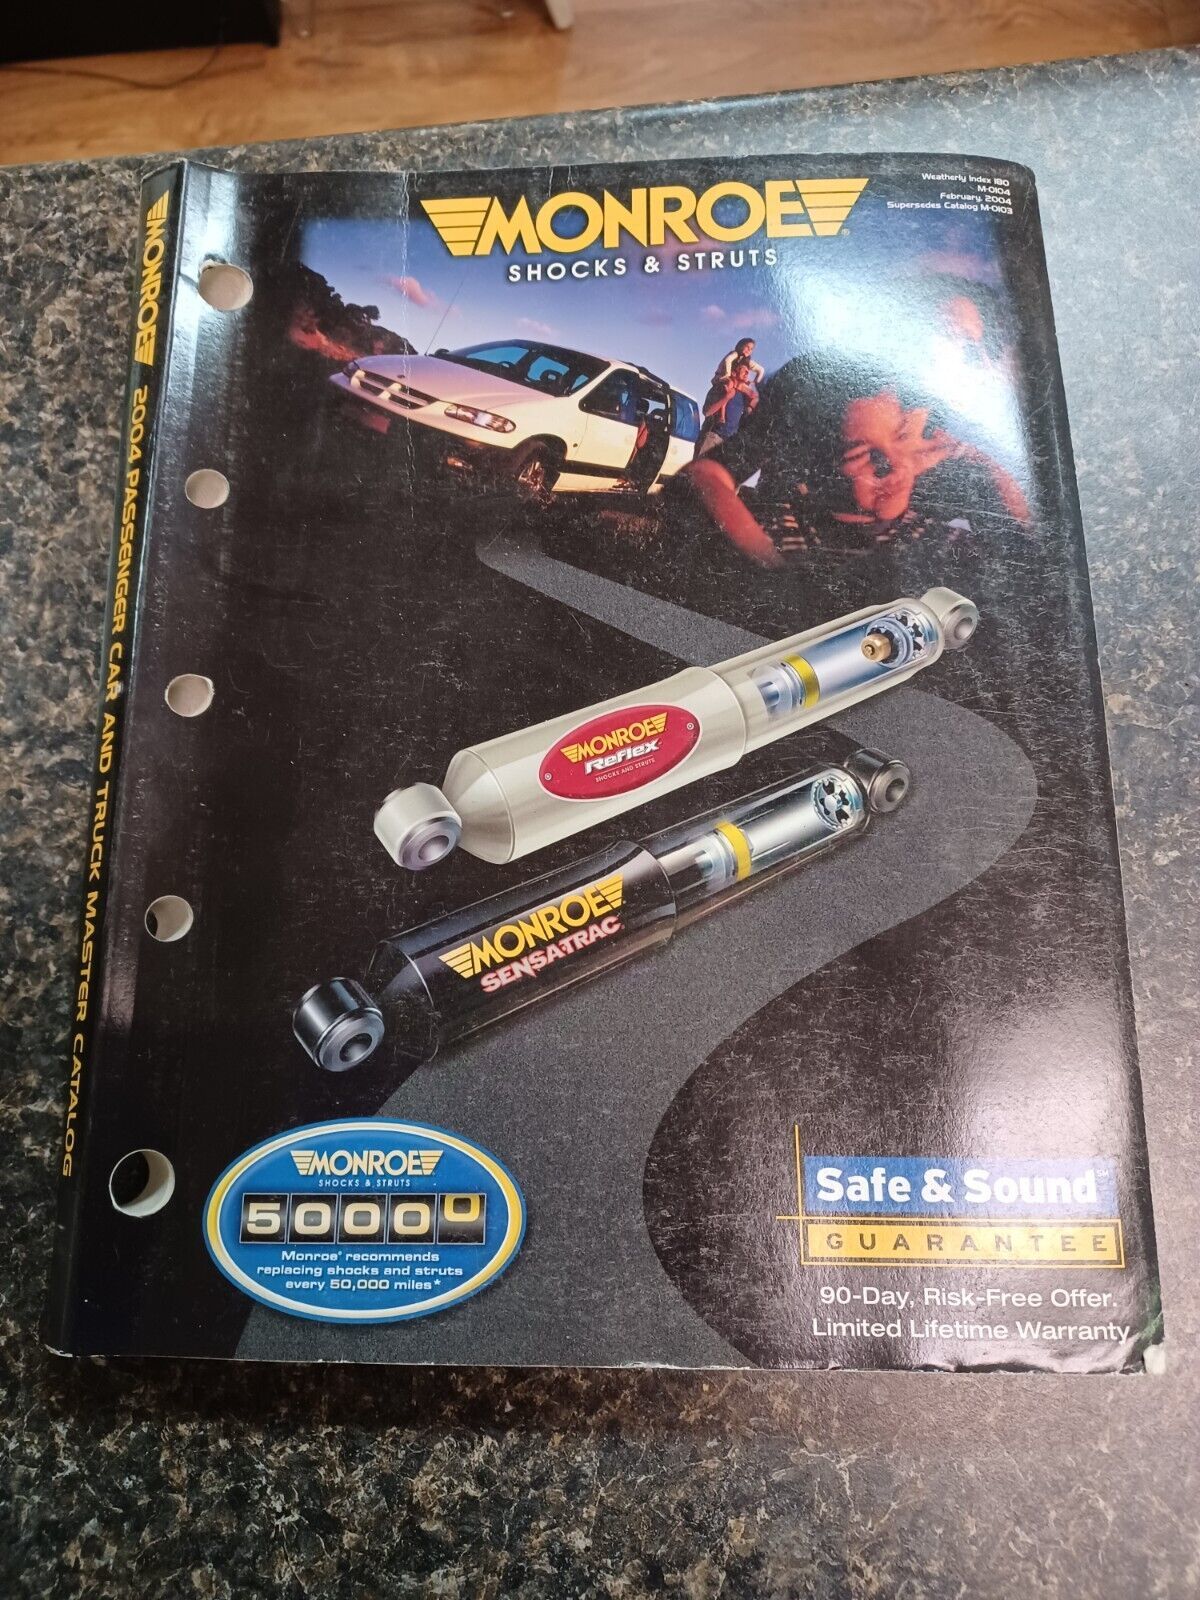 Weatherly Index 180
M-0104
February, 2004
Supersedes Catalog M-0103
MONROE®
SHOCKS & STRUTS
MONROE 2004 PASSENGER CAR AND TRUCK MASTER CATALOG
MONROE
Reflex
SHOCKS AND STRUTS
MONROE
SENSA-TRAC
MONROE
SHOCKS & STRUTS
50000
Monroe® recommends
replacing shocks and struts
every 50,000 miles*
Safe & Sound℠
GUARANTEE
90-Day, Risk-Free Offer.
Limited Lifetime Warranty